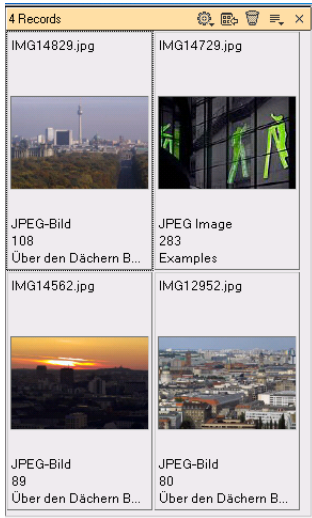 4 Records
IMG14829.jpg
JPEG-Bild
108
Über den Dächern B...
IMG14729.jpg
JPEG Image
283
Examples
IMG14562.jpg
JPEG-Bild
89
Über den Dächern B...
IMG12952.jpg
JPEG-Bild
80
Über den Dächern B...